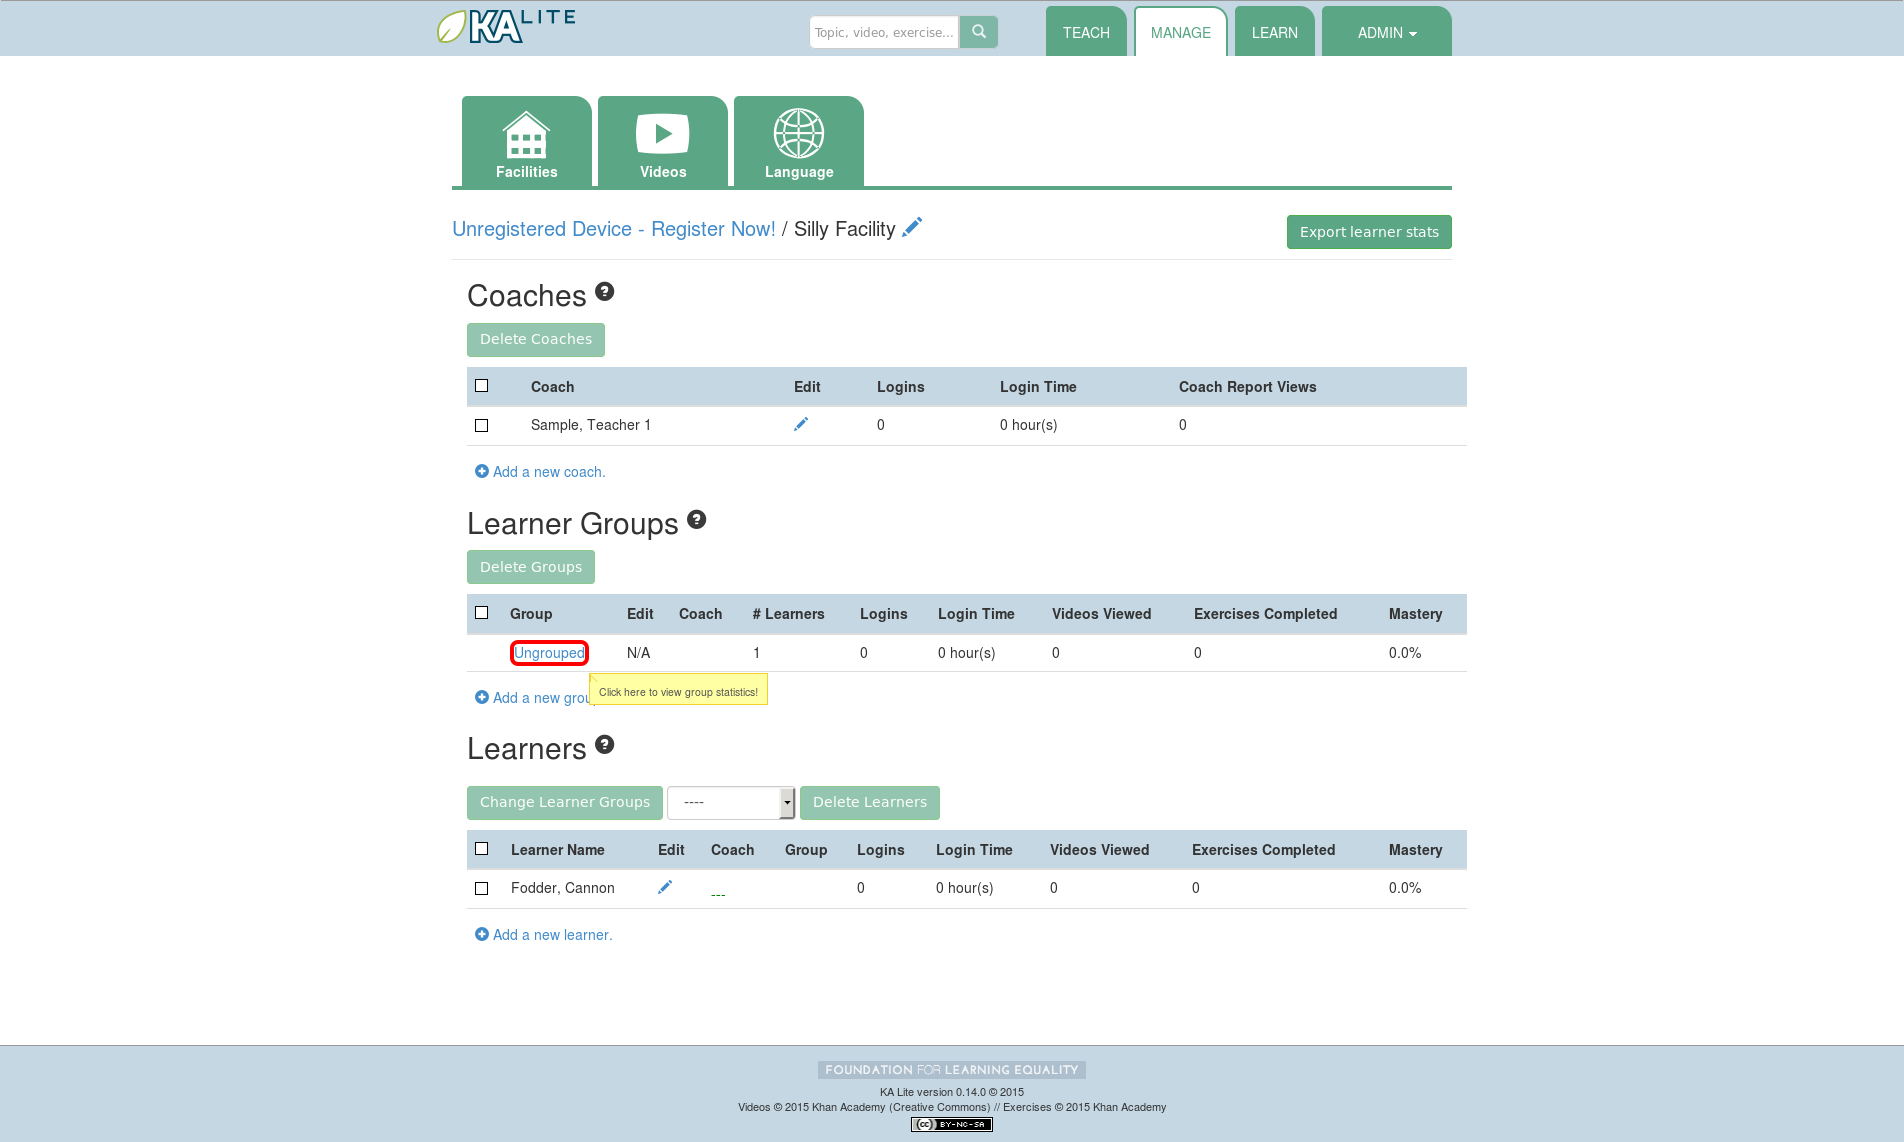 KA LITE
Topic, video, exercise...
TEACH
MANAGE
LEARN
ADMIN
Facilities
Videos
Language
Unregistered Device - Register Now! / Silly Facility
Export learner stats
Coaches ?
Delete Coaches
Coach Edit Logins Login Time Coach Report Views
Sample, Teacher 1 0 0 hour(s) 0
Add a new coach.
Learner Groups ?
Delete Groups
Group Edit Coach # Learners Logins Login Time Videos Viewed Exercises Completed Mastery
Ungrouped N/A 1 0 0 hour(s) 0 0 0.0%
Click here to view group statistics!
Add a new grou
Learners ?
Change Learner Groups ---- Delete Learners
Learner Name Edit Coach Group Logins Login Time Videos Viewed Exercises Completed Mastery
Fodder, Cannon --- 0 0 hour(s) 0 0 0.0%
Add a new learner.
FOUNDATION FOR LEARNING EQUALITY
KA Lite version 0.14.0 © 2015
Videos © 2015 Khan Academy (Creative Commons) // Exercises © 2015 Khan Academy
cc BY-NC-SA